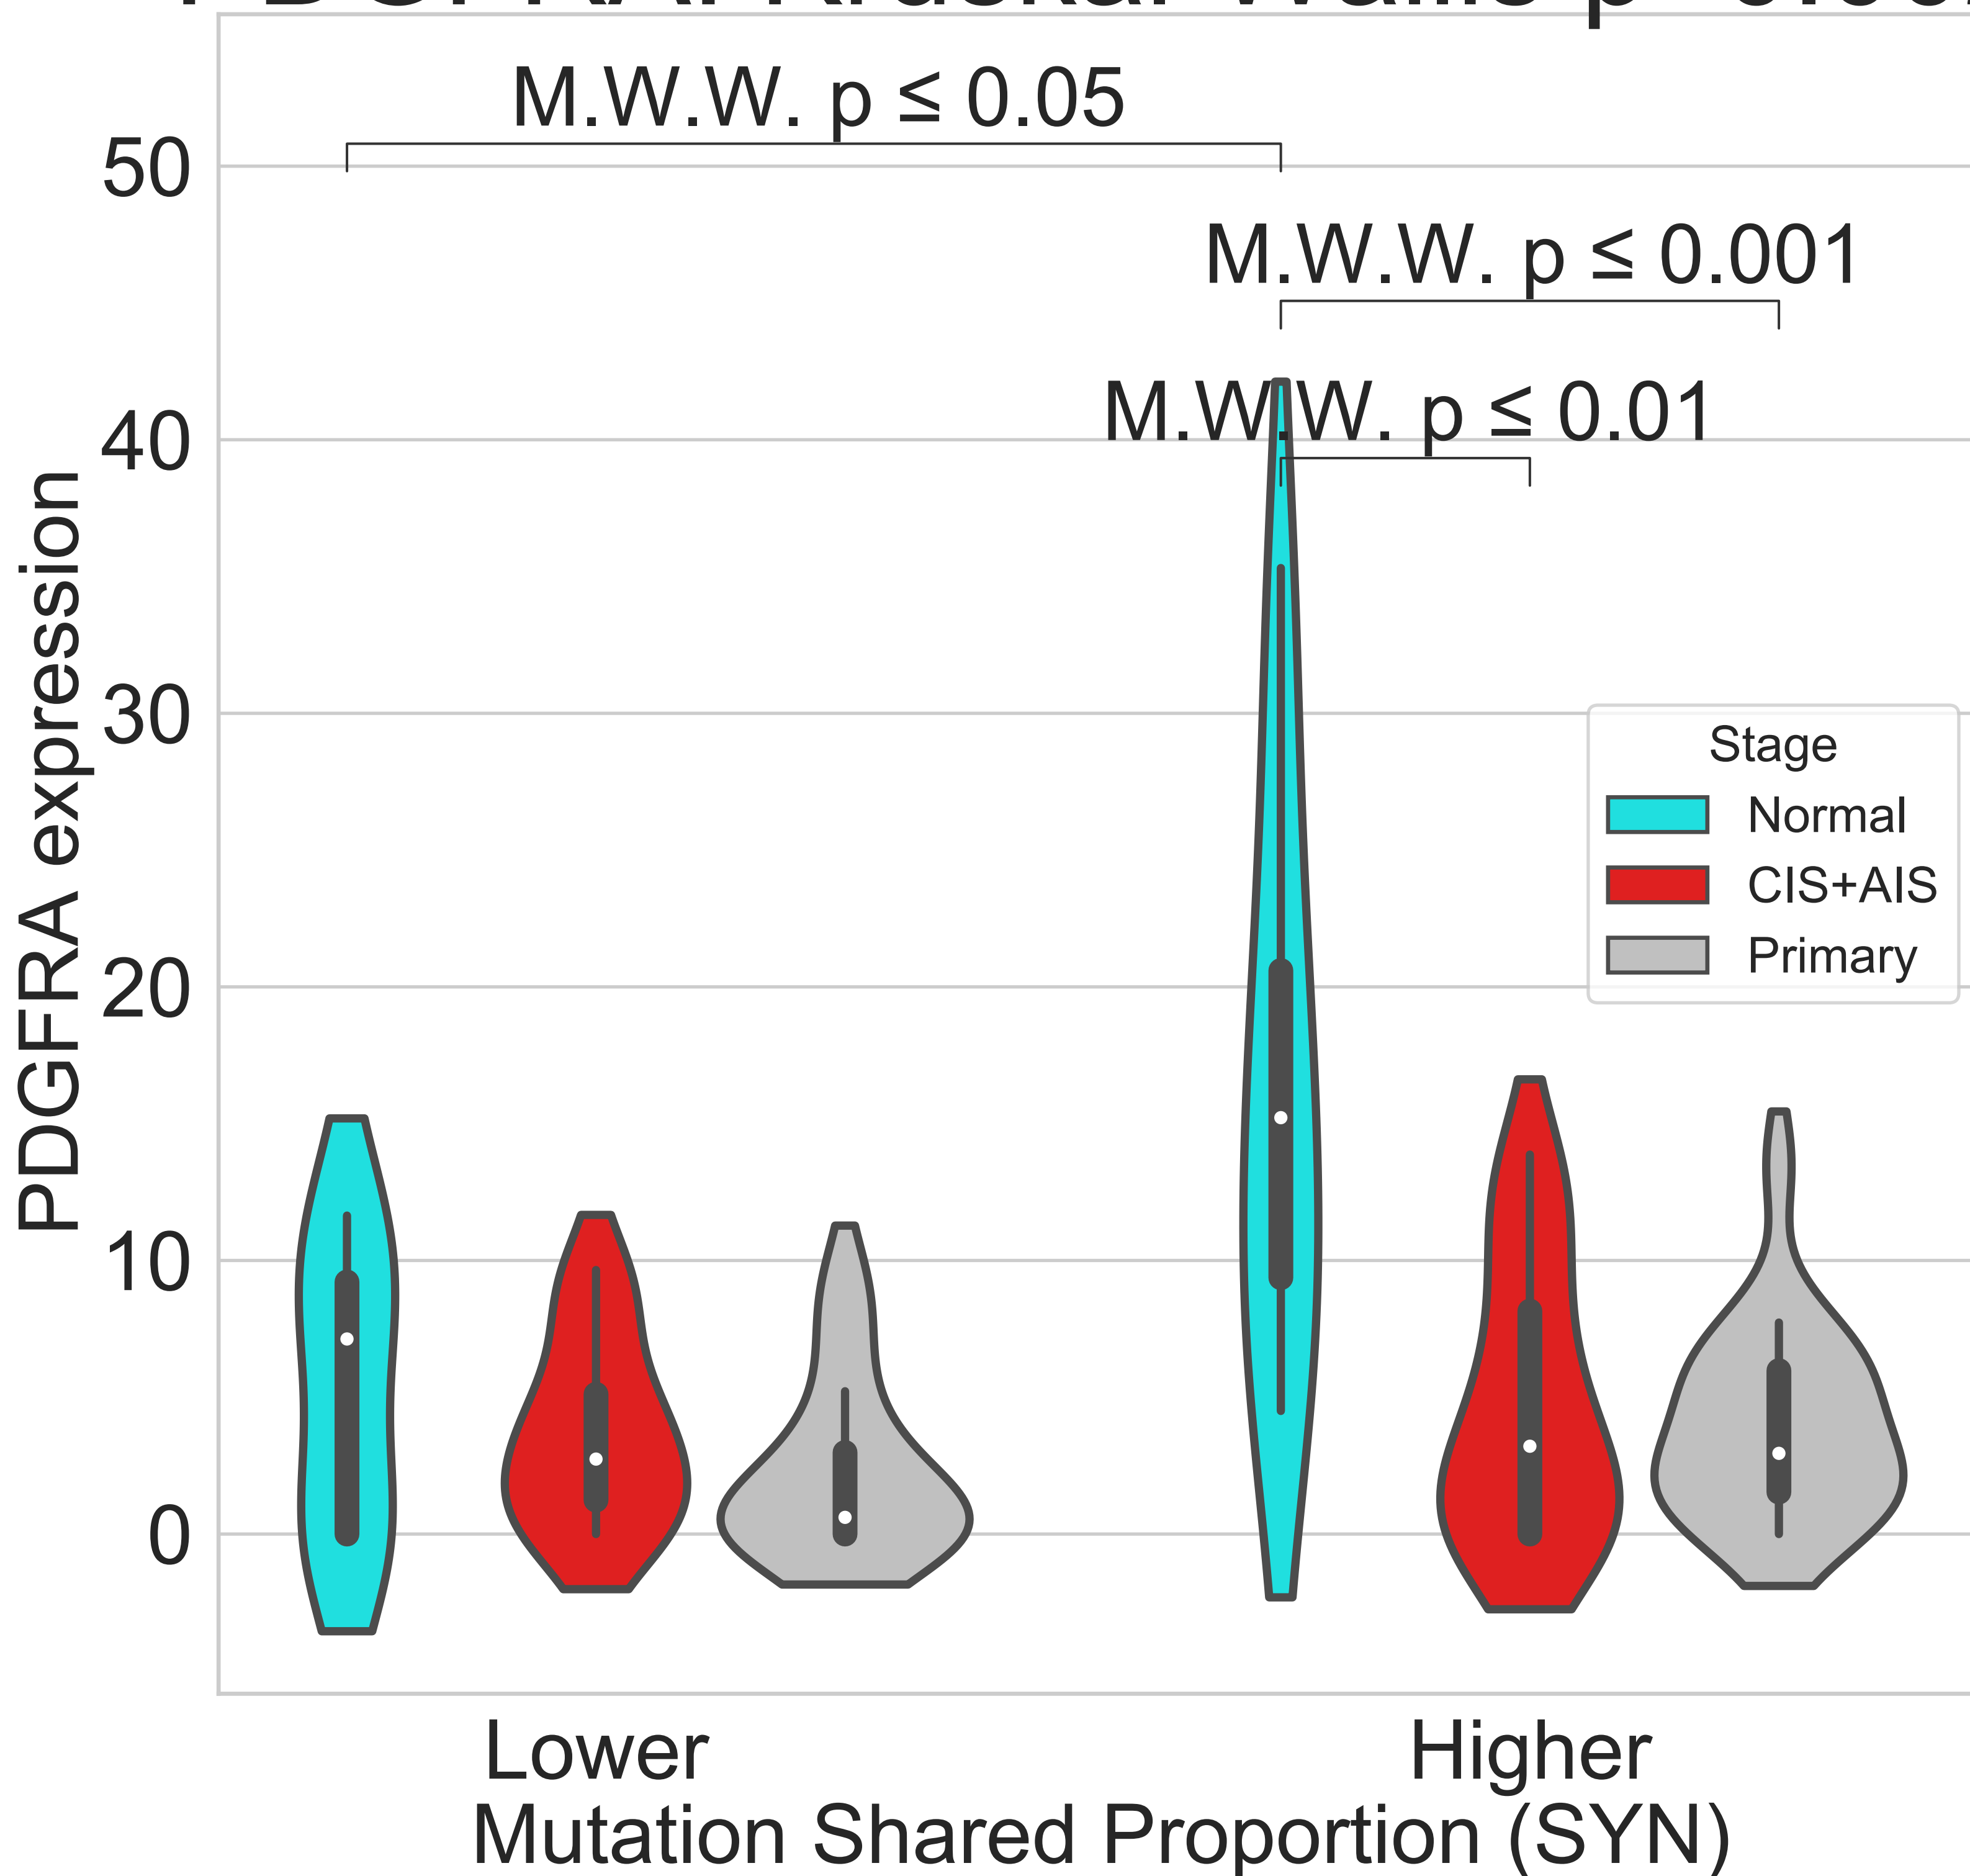 M.W.W. p ≤ 0.05
50
M.W.W. p ≤ 0.001
M.W.W. p ≤ 0.01
40
30
20
10
0
PDGFRA expression
Stage
Normal
CIS+AIS
Primary
Lower
Higher
Mutation Shared Proportion (SYN)